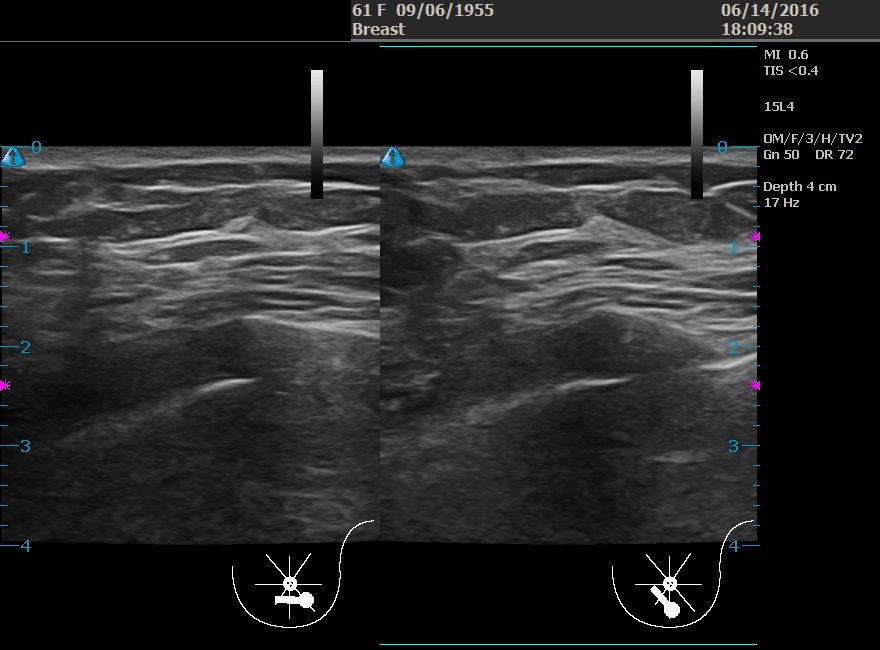 61 F 09/06/1955
06/14/2016
Breast
18:09:38
MI 0.6
TIS <0.4
15L4
OM/F/3/H/TV2
Gn 50 DR 72
Depth 4 cm
17 Hz
0
1
2
3
4
0
1
2
3
4